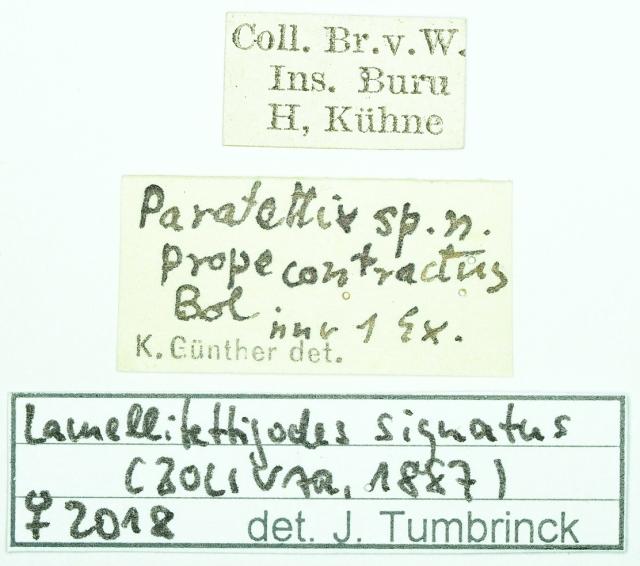 Coll. Br. v. W.
Ins. Buru
H, Kühne
Paratettix sp. n.
prope contractus
Bol nur 1 Ex.
K. Günther det.
Lamellitettigodes signatus
(BOLIVAR, 1887)
♀ 2018 det. J. Tumbrinck